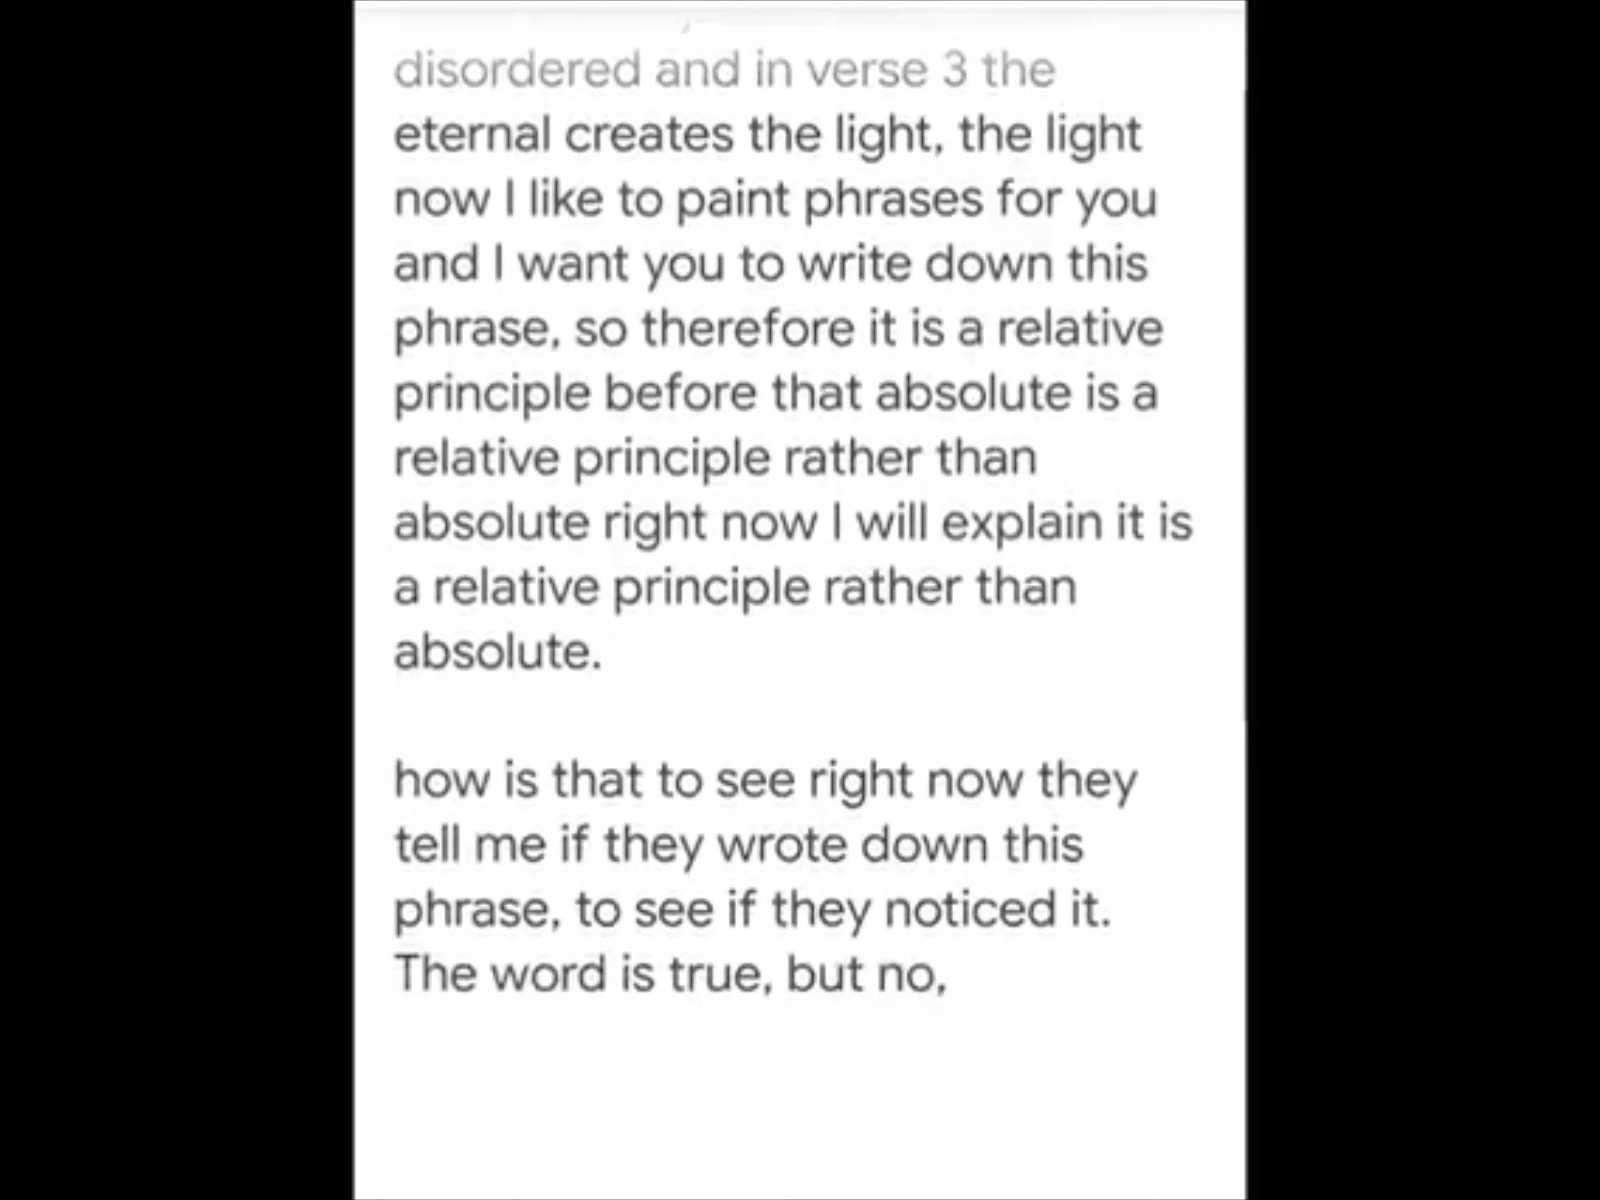 disordered and in verse 3 the
eternal creates the light, the light
now I like to paint phrases for you
and I want you to write down this
phrase, so therefore it is a relative
principle before that absolute is a
relative principle rather than
absolute right now I will explain it is
a relative principle rather than
absolute.
how is that to see right now they
tell me if they wrote down this
phrase, to see if they noticed it.
The word is true, but no,